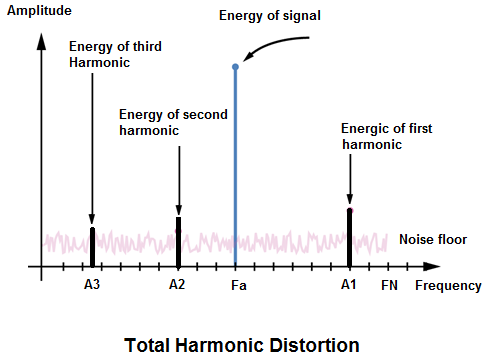 Amplitude
Energy of signal
Energy of third
Harmonic
Energy of second
harmonic
Energic of first
harmonic
Noise floor
A3
A2
Fa
A1
FN
Frequency
Total Harmonic Distortion